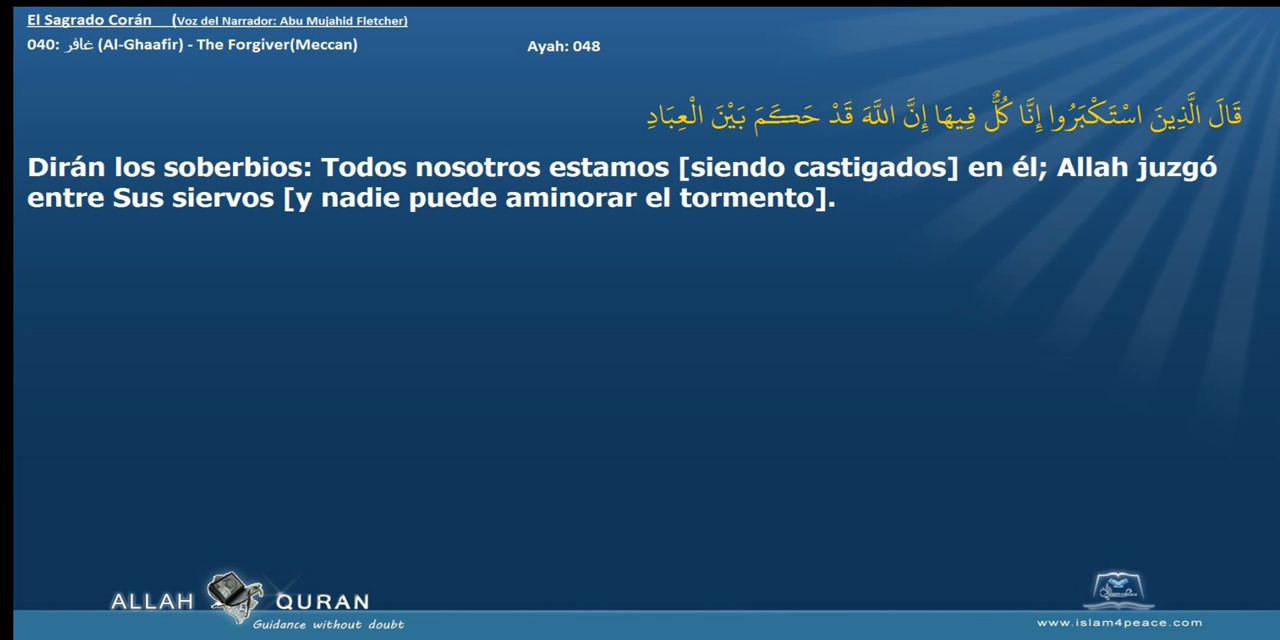 El Sagrado Corán (Voz del Narrador: Abu Mujahid Fletcher)
040: غافر (Al-Ghaafir) - The Forgiver(Meccan)
Ayah: 048
قَالَ الَّذِينَ اسْتَكْبَرُوا إِنَّا كُلٌّ فِيهَا إِنَّ اللَّهَ قَدْ حَكَمَ بَيْنَ الْعِبَادِ
Dirán los soberbios: Todos nosotros estamos [siendo castigados] en él; Allah juzgó
entre Sus siervos [y nadie puede aminorar el tormento].
ALLAH QURAN
Guidance without doubt
www.islam4peace.com